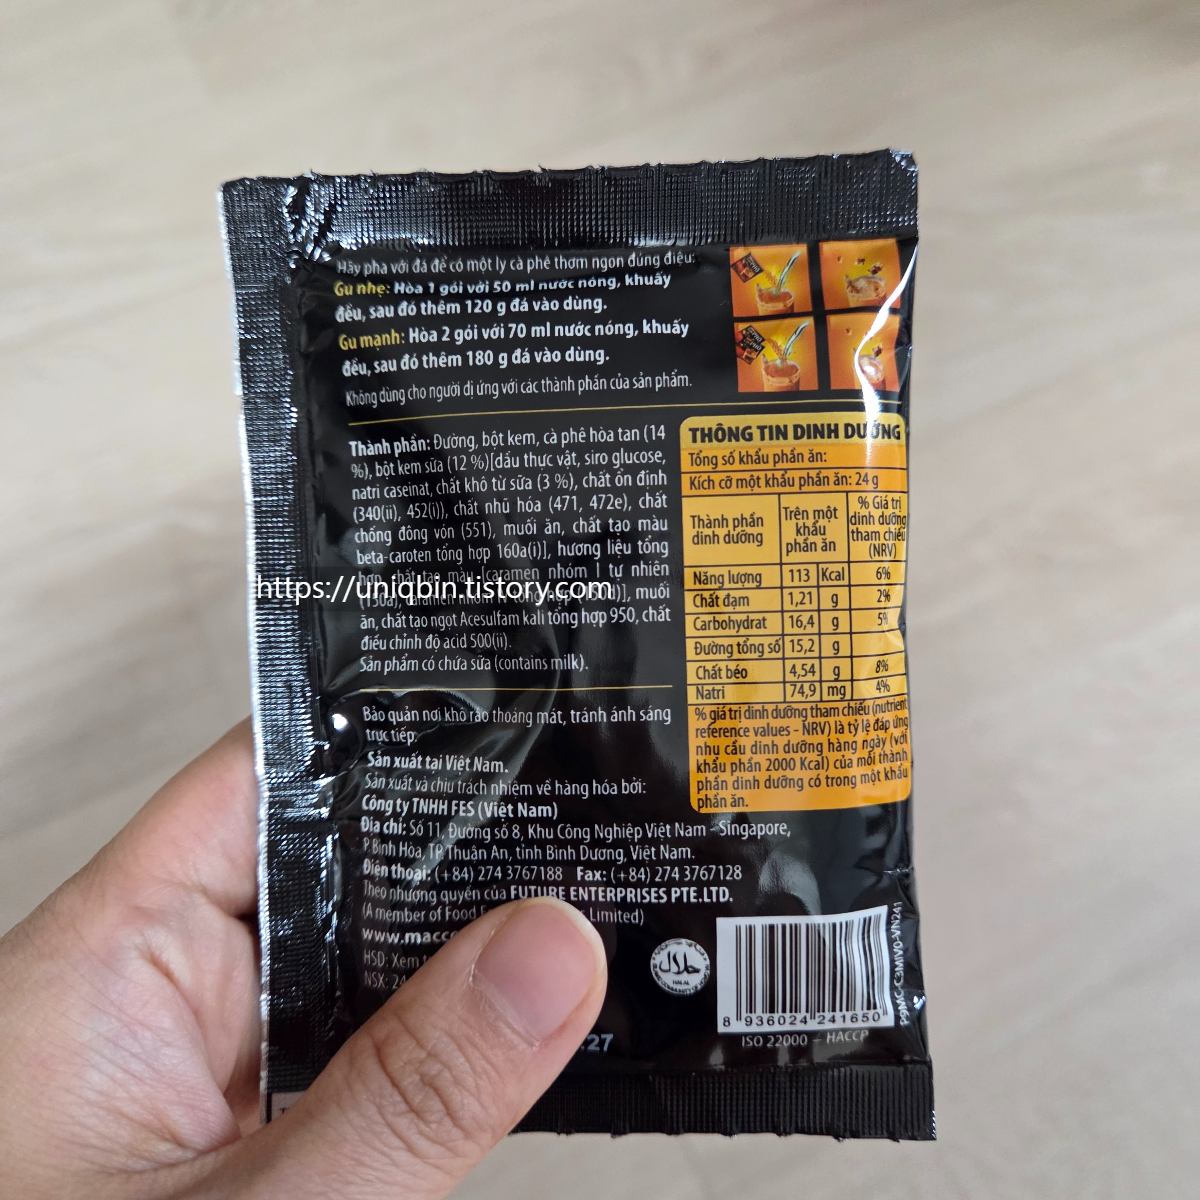 Hãy pha với đá để có một ly cà phê thơm ngon đúng điệu:
Gu nhẹ: Hòa 1 gói với 50 ml nước nóng, khuấy
đều, sau đó thêm 120 g đá vào dùng.
Gu mạnh: Hòa 2 gói với 70 ml nước nóng, khuấy
đều, sau đó thêm 180 g đá vào dùng.
Không dùng cho người dị ứng với các thành phần của sản phẩm.
Thành phần: Đường, bột kem, cà phê hòa tan (14
%), bột kem sữa (12 %)[dầu thực vật, siro glucose,
natri caseinat, chất khô từ sữa (3 %), chất ổn định
(340(ii), 452(i)), chất nhũ hóa (471, 472e), chất
chống đông vón (551), muối ăn, chất tạo màu
beta-caroten tổng hợp 160a(i)], hương liệu tổng
hợp, chất tạo màu [caramen nhóm I tự nhiên
https://uniqbin.tistory.com
(150a), caramen nhóm hợp (150d)], muối
ăn, chất tạo ngọt Acesulfam kali tổng hợp 950, chất
điều chỉnh độ acid 500(ii).
Sản phẩm có chứa sữa (contains milk).
THÔNG TIN DINH DƯỠNG
Tổng số khẩu phần ăn:
Kích cỡ một khẩu phần ăn: 24 g
Thành phần dinh dưỡng Trên một khẩu phần ăn % Giá trị dinh dưỡng tham chiếu (NRV)
Năng lượng 113 Kcal 6%
Chất đạm 1,21 g 2%
Carbohydrat 16,4 g 5%
Đường tổng số 15,2 g
Chất béo 4,54 g 8%
Natri 74,9 mg 4%
% giá trị dinh dưỡng tham chiếu (nutrient
reference values - NRV) là tỷ lệ đáp ứng
nhu cầu dinh dưỡng hàng ngày (với
khẩu phần 2000 Kcal) của mỗi thành
phần dinh dưỡng có trong một khẩu
phần ăn.
Bảo quản nơi khô ráo thoáng mát, tránh ánh sáng
trực tiếp.
Sản xuất tại Việt Nam.
Sản xuất và chịu trách nhiệm về hàng hóa bởi:
Công ty TNHH FES (Việt Nam)
Địa chỉ: Số 11, Đường số 8, Khu Công Nghiệp Việt Nam - Singapore,
P. Bình Hòa, TP. Thuận An, tỉnh Bình Dương, Việt Nam.
Điện thoại: (+84) 274 3767188 Fax: (+84) 274 3767128
Theo nhượng quyền của FUTURE ENTERPRISES PTE.LTD.
(A member of Food Limited)
www.macc
HSD: Xem
NSX: 24
27
HALAL
8 936024 241650
ISO 22000 - HACCP
P9MC-C3MIV0-VN241